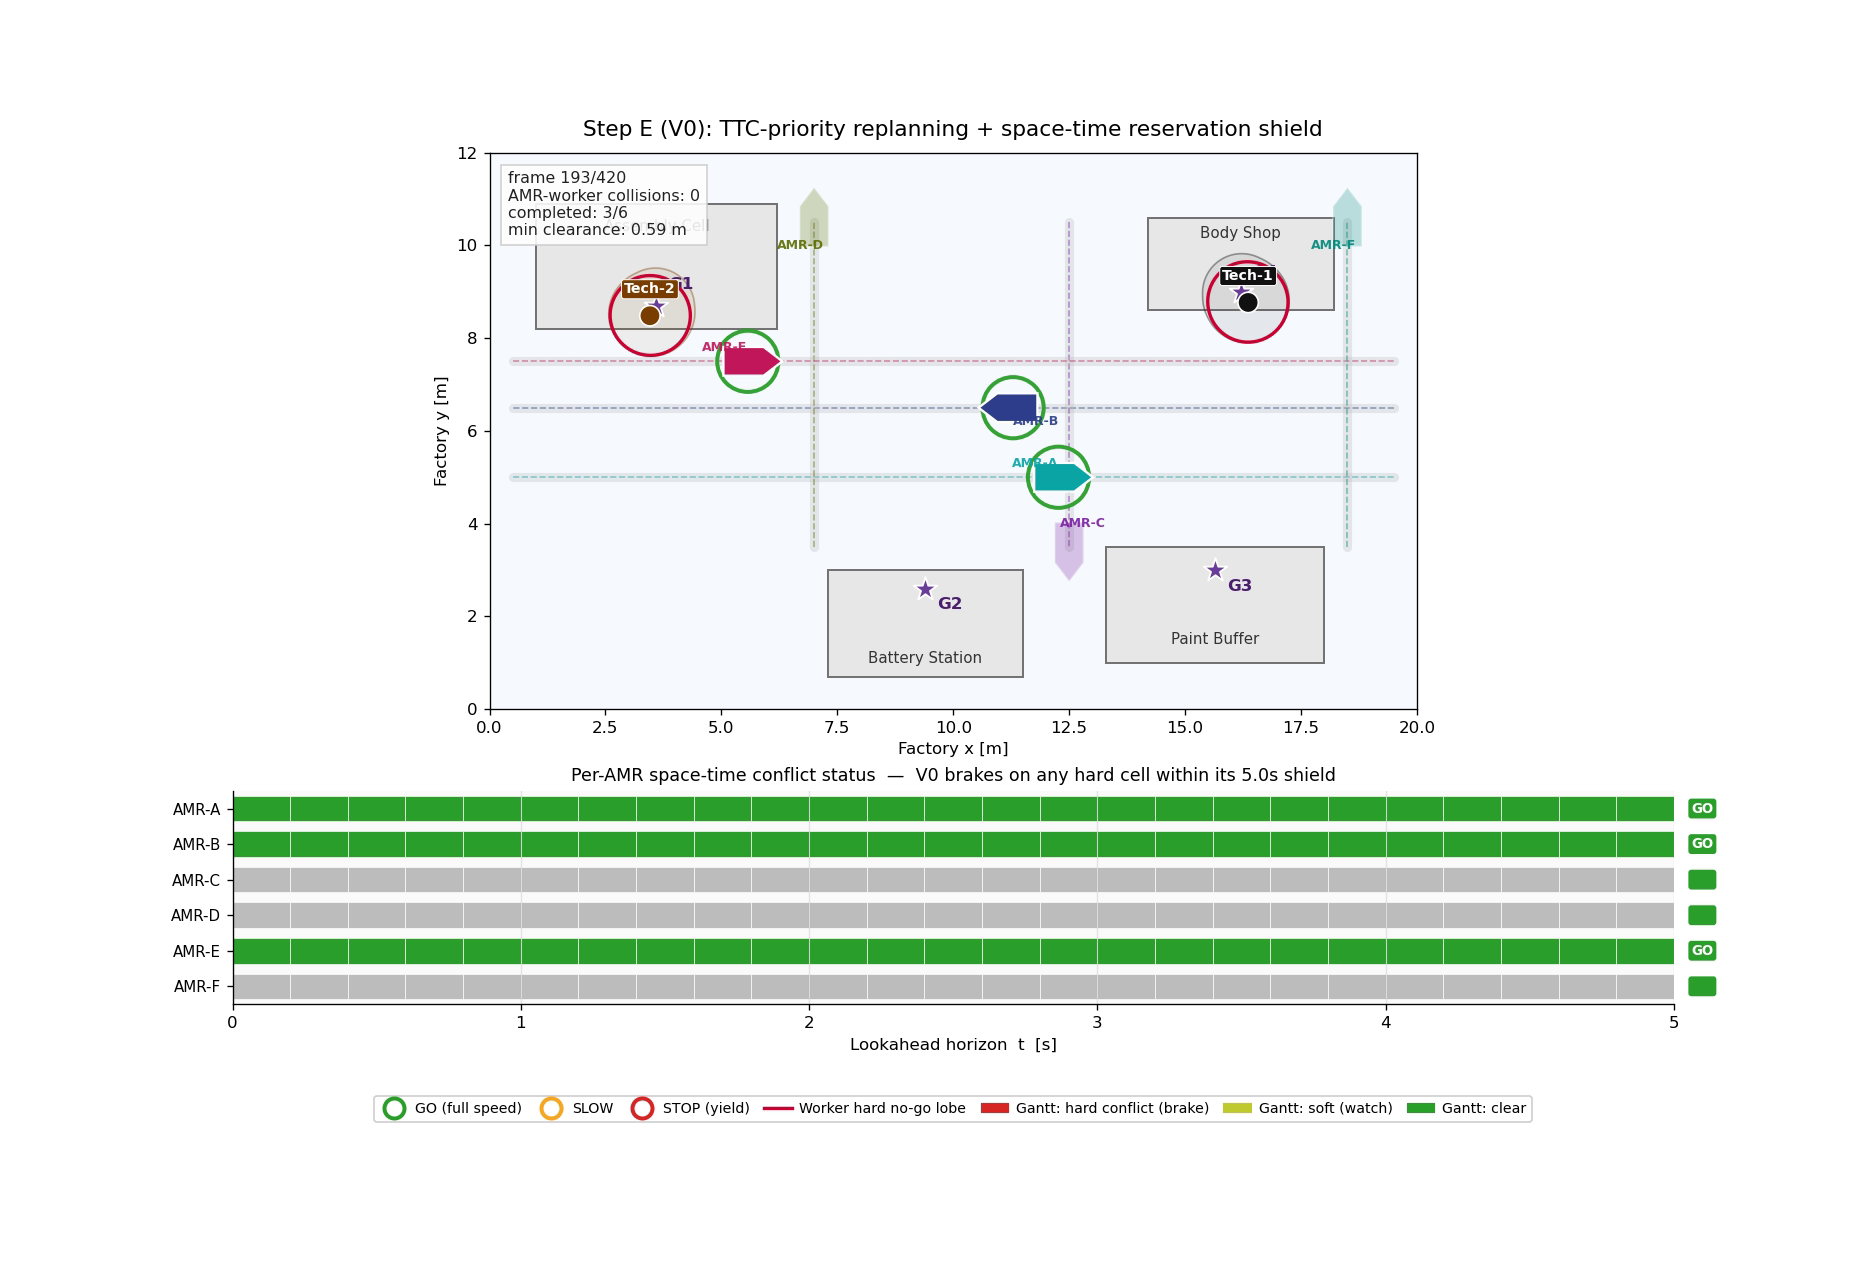 Step E (V0): TTC-priority replanning + space-time reservation shield
frame 193/420
AMR-worker collisions: 0
completed: 3/6
min clearance: 0.59 m
Cell
Body Shop
AMR-D
AMR-F
G1
Tech-2
Tech-1
AMR-E
AMR-B
AMR-A
AMR-C
G2
G3
Battery Station
Paint Buffer
12
10
8
6
4
2
0
Factory y [m]
0.0 2.5 5.0 7.5 10.0 12.5 15.0 17.5 20.0
Factory x [m]
Per-AMR space-time conflict status — V0 brakes on any hard cell within its 5.0s shield
AMR-A GO
AMR-B GO
AMR-C
AMR-D
AMR-E GO
AMR-F
0 1 2 3 4 5
Lookahead horizon t [s]
GO (full speed) SLOW STOP (yield) Worker hard no-go lobe Gantt: hard conflict (brake) Gantt: soft (watch) Gantt: clear